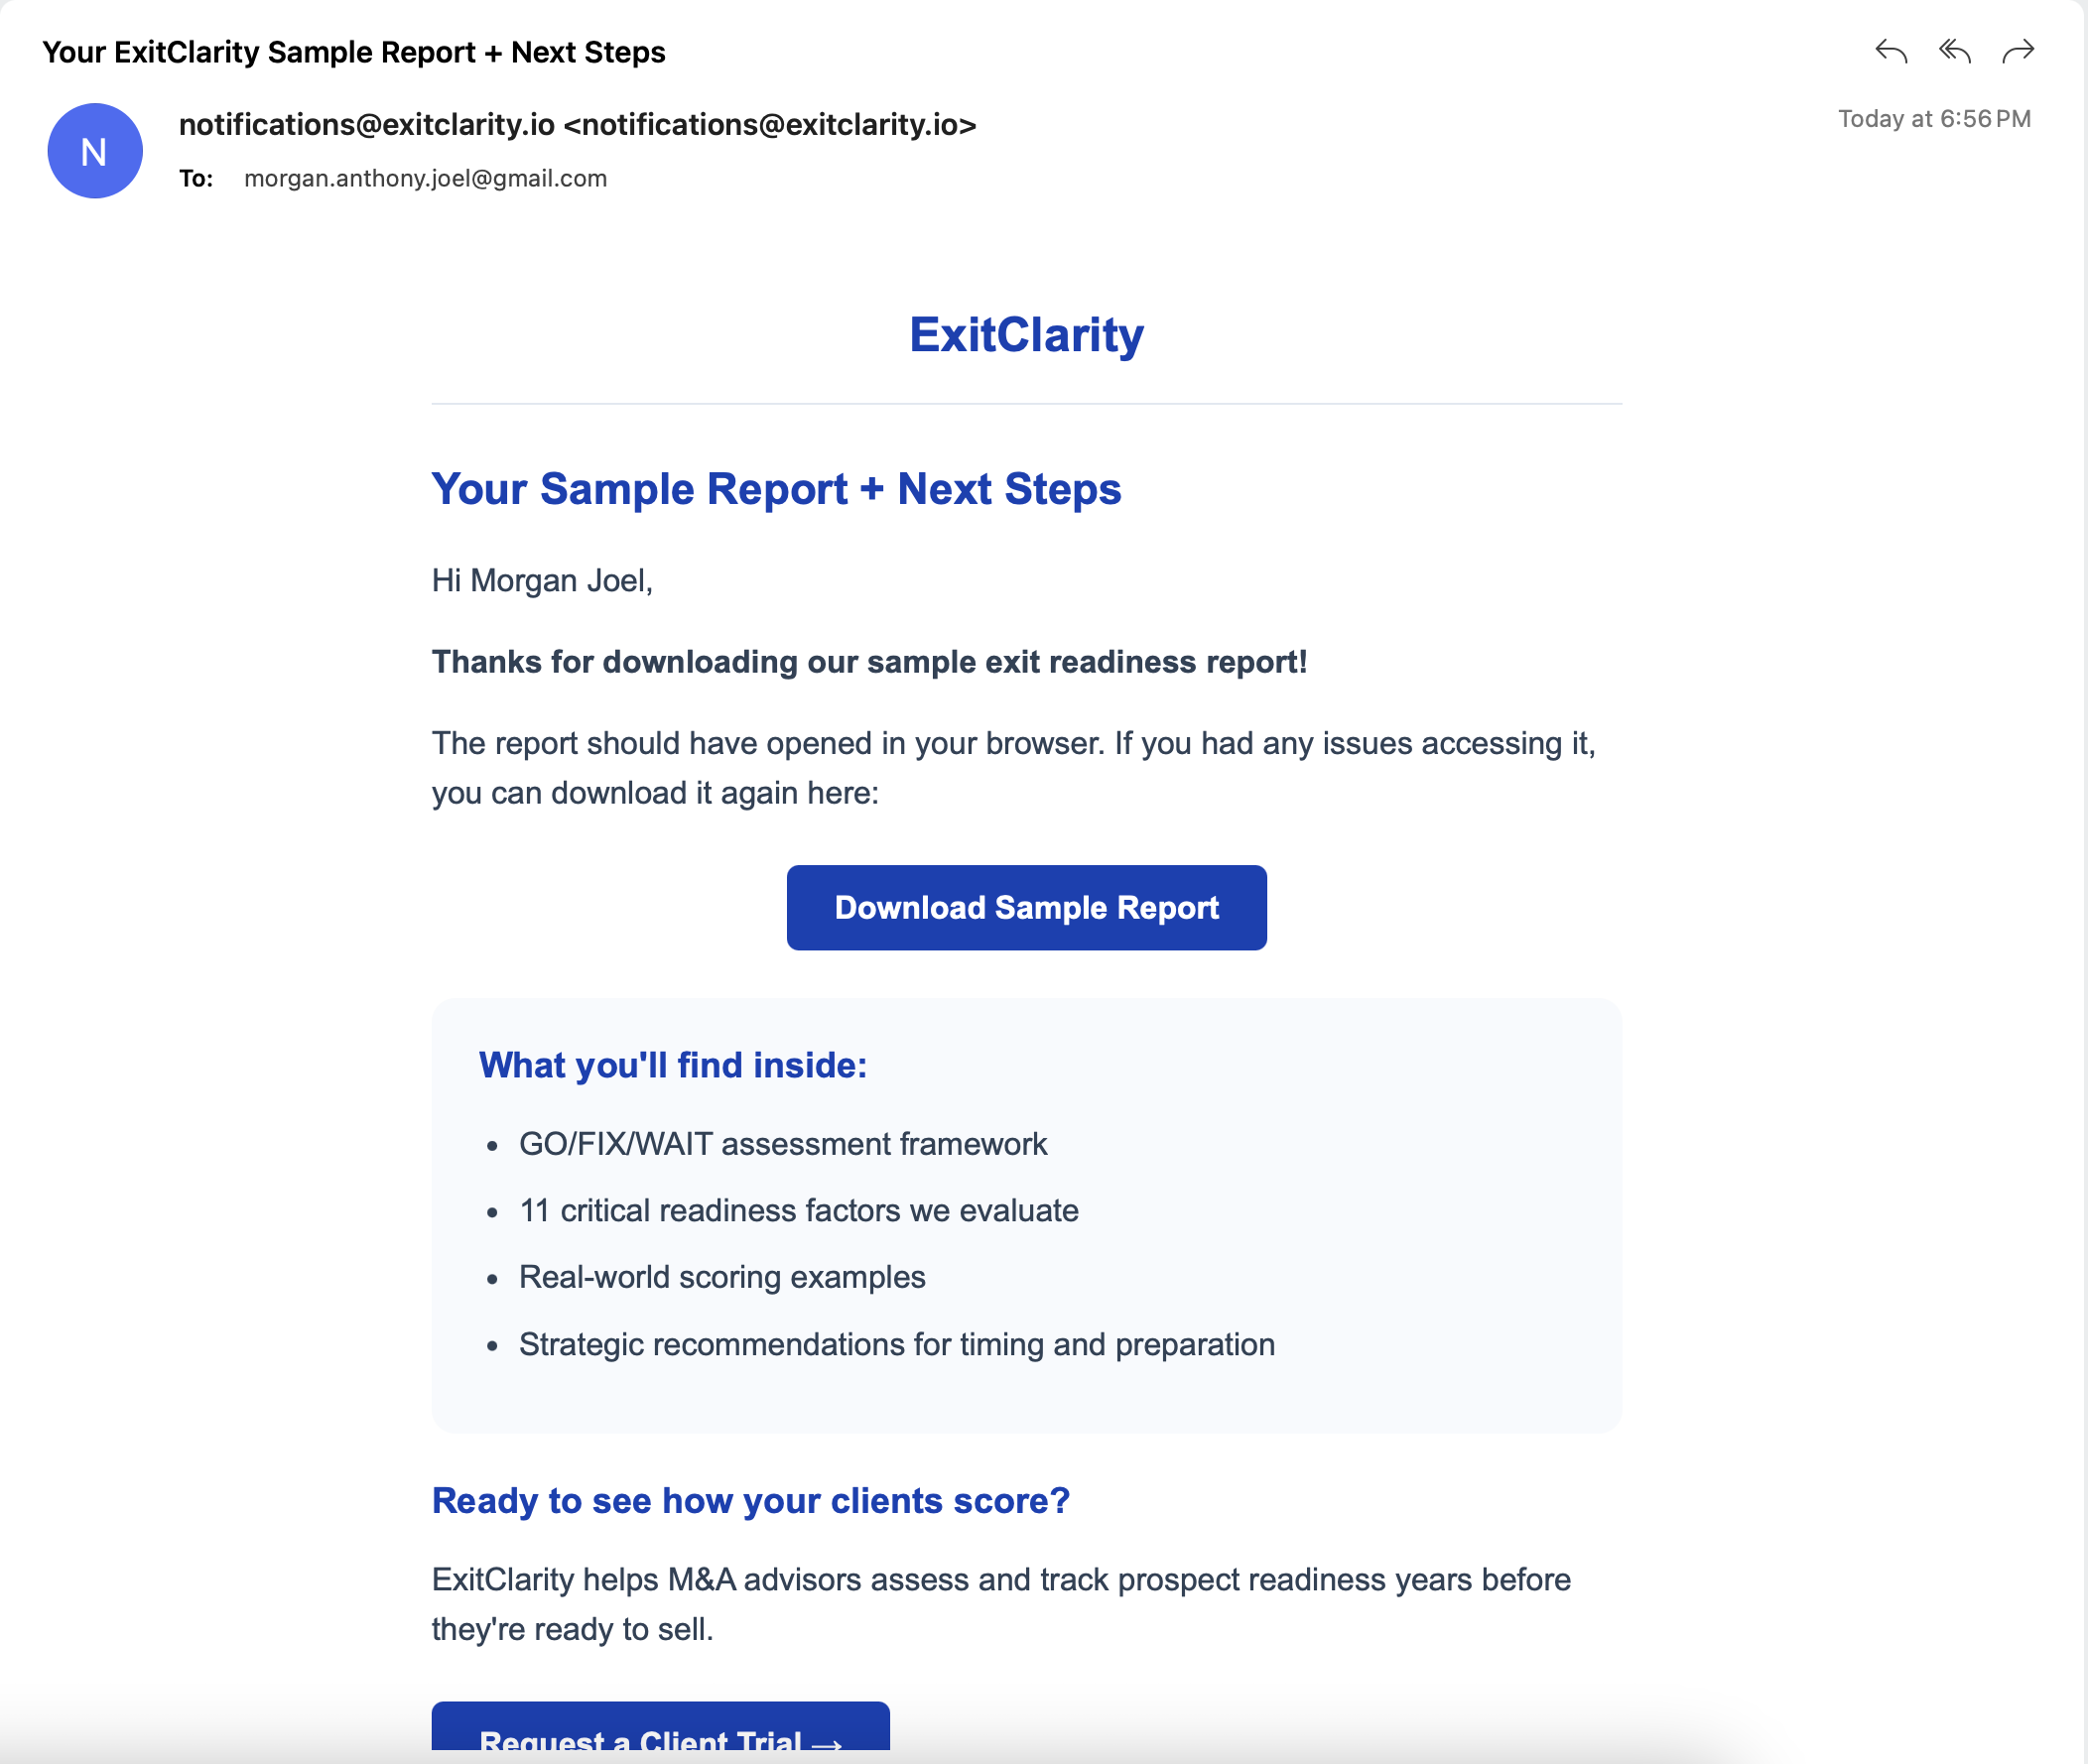 Your ExitClarity Sample Report + Next Steps
N
notifications@exitclarity.io <notifications@exitclarity.io>
Today at 6:56 PM
To: morgan.anthony.joel@gmail.com
ExitClarity
Your Sample Report + Next Steps
Hi Morgan Joel,
Thanks for downloading our sample exit readiness report!
The report should have opened in your browser. If you had any issues accessing it,
you can download it again here:
Download Sample Report
What you'll find inside:
• GO/FIX/WAIT assessment framework
• 11 critical readiness factors we evaluate
• Real-world scoring examples
• Strategic recommendations for timing and preparation
Ready to see how your clients score?
ExitClarity helps M&A advisors assess and track prospect readiness years before
they're ready to sell.
Request a Client Trial →